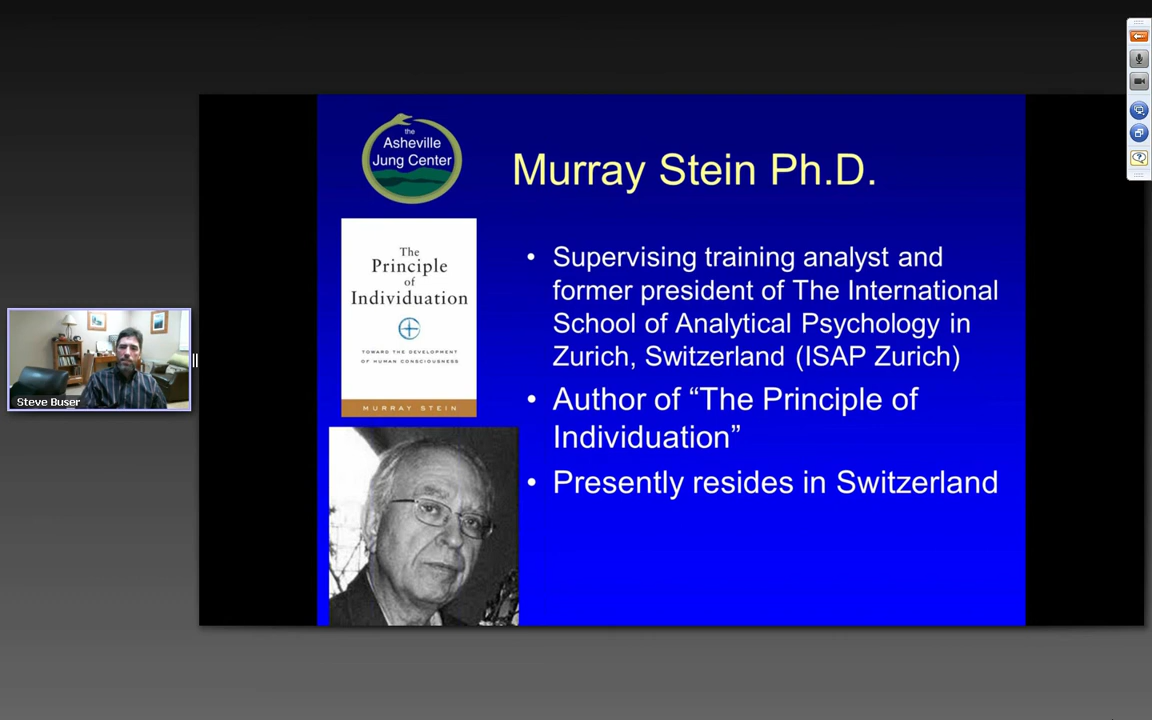 the
Asheville
Jung Center
Murray Stein Ph.D.
The
Principle
of
Individuation
TOWARD THE DEVELOPMENT
OF HUMAN CONSCIOUSNESS
MURRAY STEIN
• Supervising training analyst and
former president of The International
School of Analytical Psychology in
Zurich, Switzerland (ISAP Zurich)
• Author of “The Principle of
Individuation”
• Presently resides in Switzerland
Steve Buser